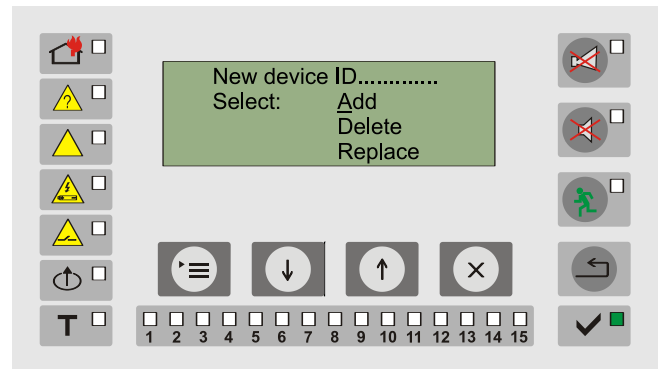 New device ID.............
Select: Add
Delete
Replace
?
T
1 2 3 4 5 6 7 8 9 10 11 12 13 14 15